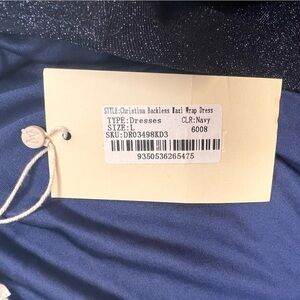 STYLE:Christina Backless Maxi Wrap Dress
TYPE:Dresses CLR:Navy
SIZE:L 6008
SKU:DR03498KD3
9350536265475